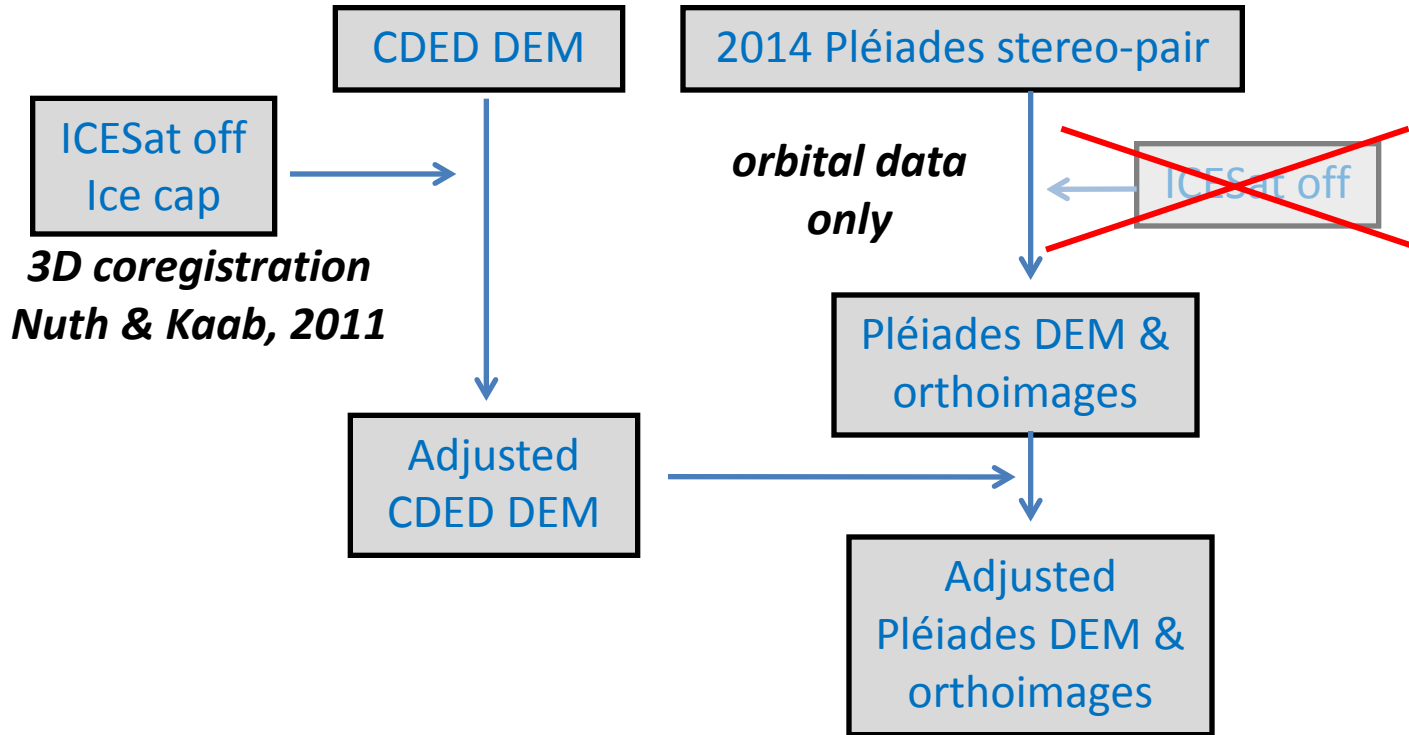 CDED DEM
2014 Pléiades stereo-pair
ICESat off
Ice cap
3D coregistration
Nuth & Kaab, 2011
orbital data
only
ICESat off
Pléiades DEM &
orthoimages
Adjusted
CDED DEM
Adjusted
Pléiades DEM &
orthoimages